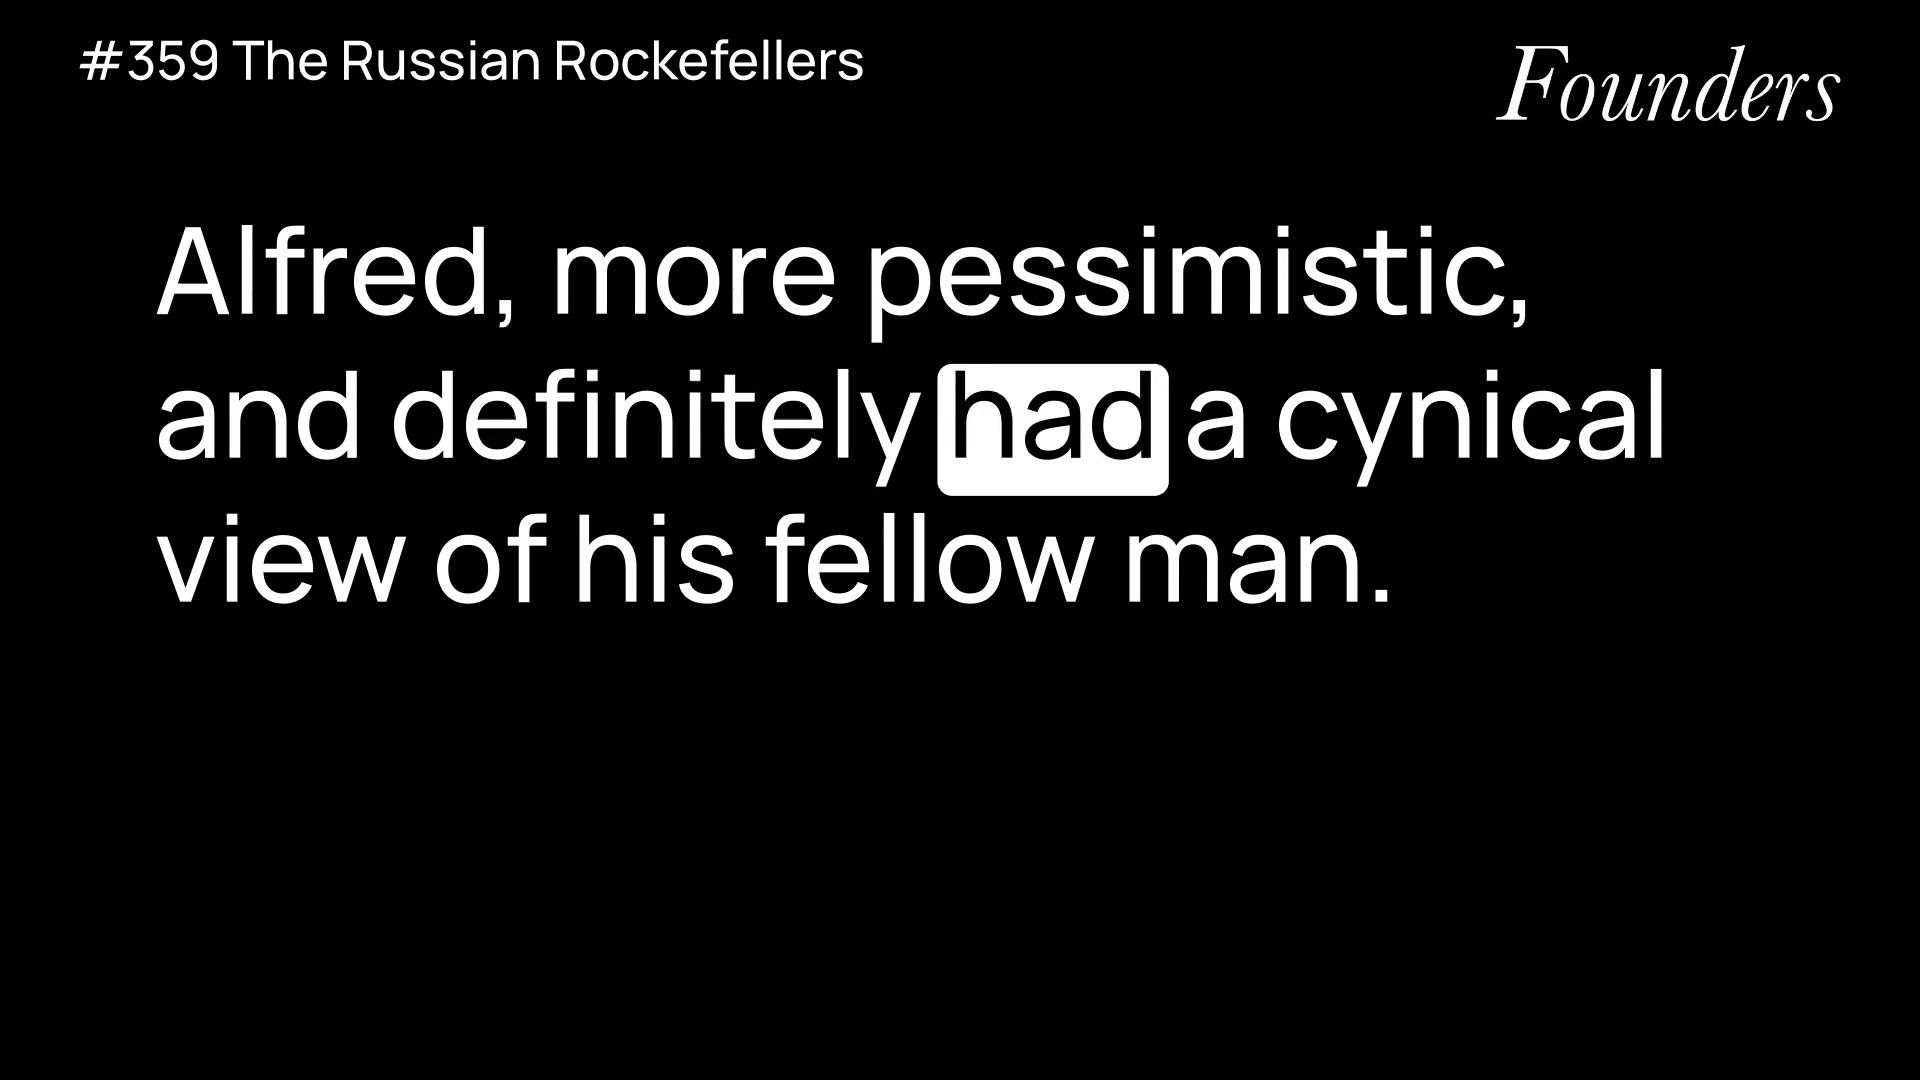 #359 The Russian Rockefellers
Founders
Alfred, more pessimistic,
and definitely had a cynical
view of his fellow man.